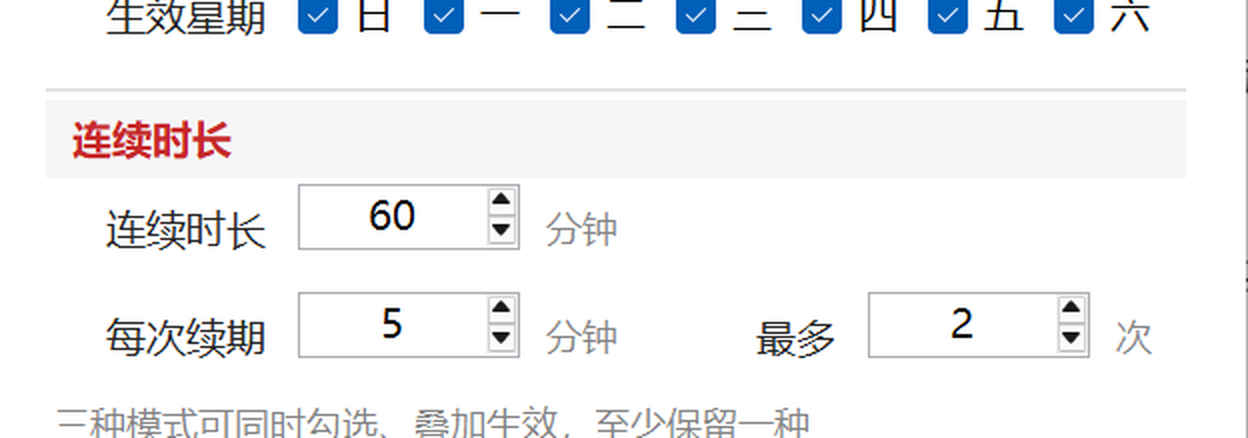 生效星期 日 一 二 三 四 五 六
连续时长
连续时长 60 分钟
每次续期 5 分钟 最多 2 次
三种模式可同时勾选、叠加生效，至少保留一种